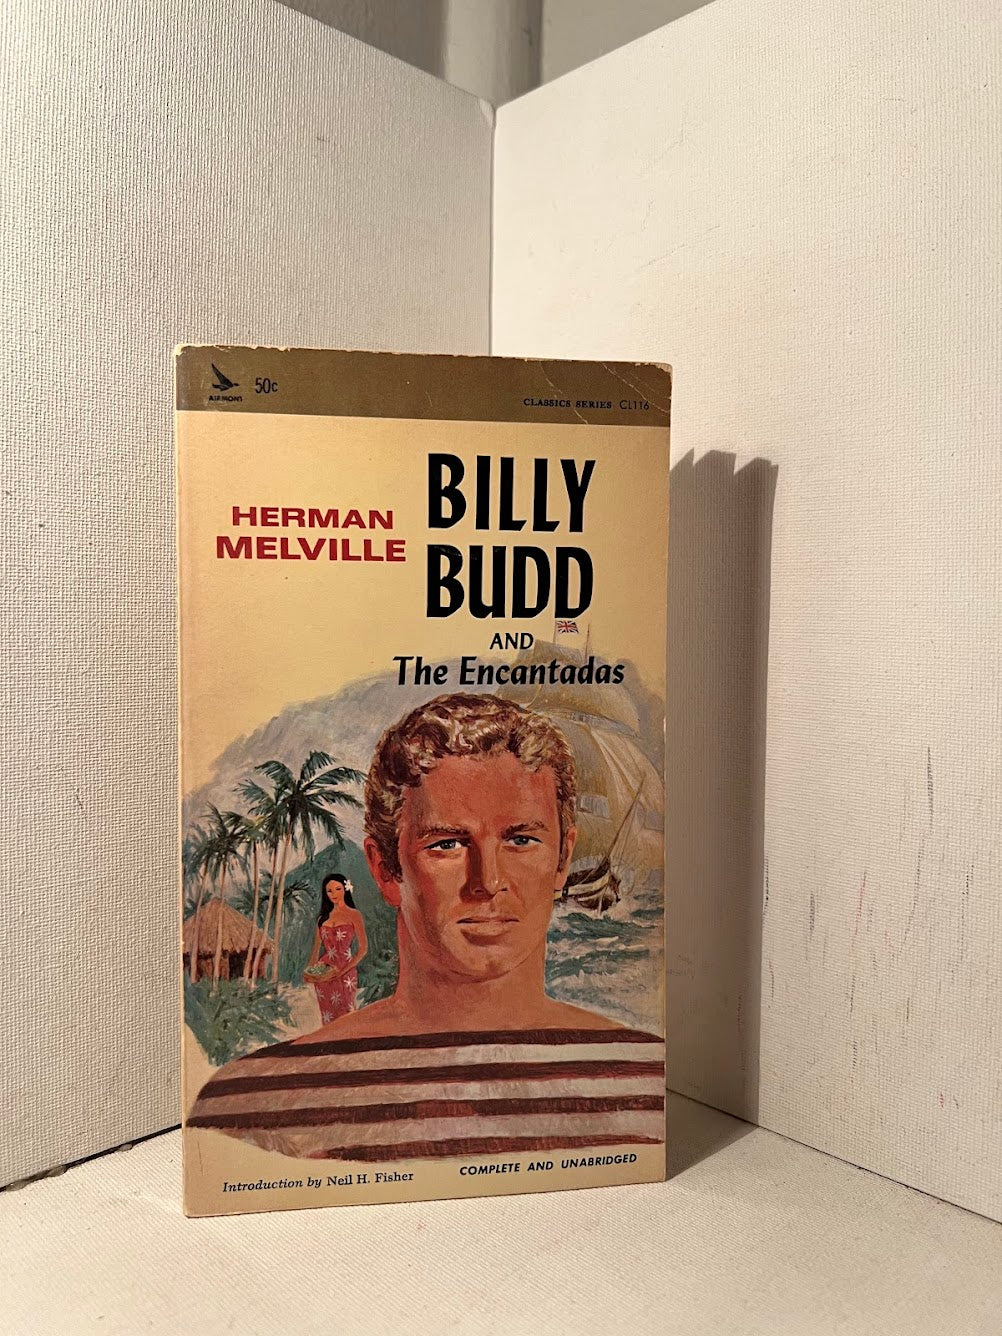 AIRMONT
50c
CLASSICS SERIES CL116
HERMAN
MELVILLE
BILLY
BUDD
AND
The Encantadas
Introduction by Neil H. Fisher
COMPLETE AND UNABRIDGED